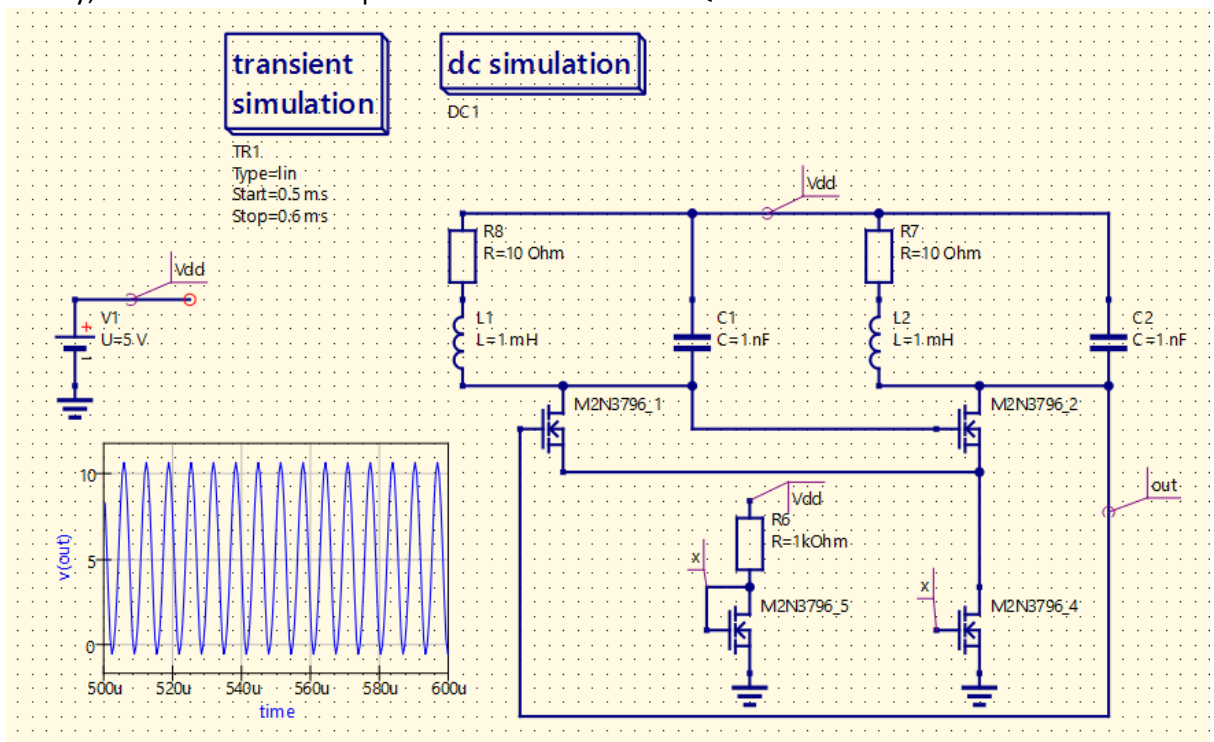 transient
simulation
dc simulation
DC1
TR1
Type=lin
Start=0.5 ms
Stop=0.6 ms
Vdd
R8
R=10 Ohm
R7
R=10 Ohm
Vdd
V1
U=5 V
L1
L=1 mH
C1
C=1 nF
L2
L=1 mH
C2
C=1 nF
M2N3796_1
M2N3796_2
10
5
0
v(out)
500u 520u 540u 560u 580u 600u
time
Vdd
out
R6
R=1kOhm
x
x
M2N3796_5
M2N3796_4